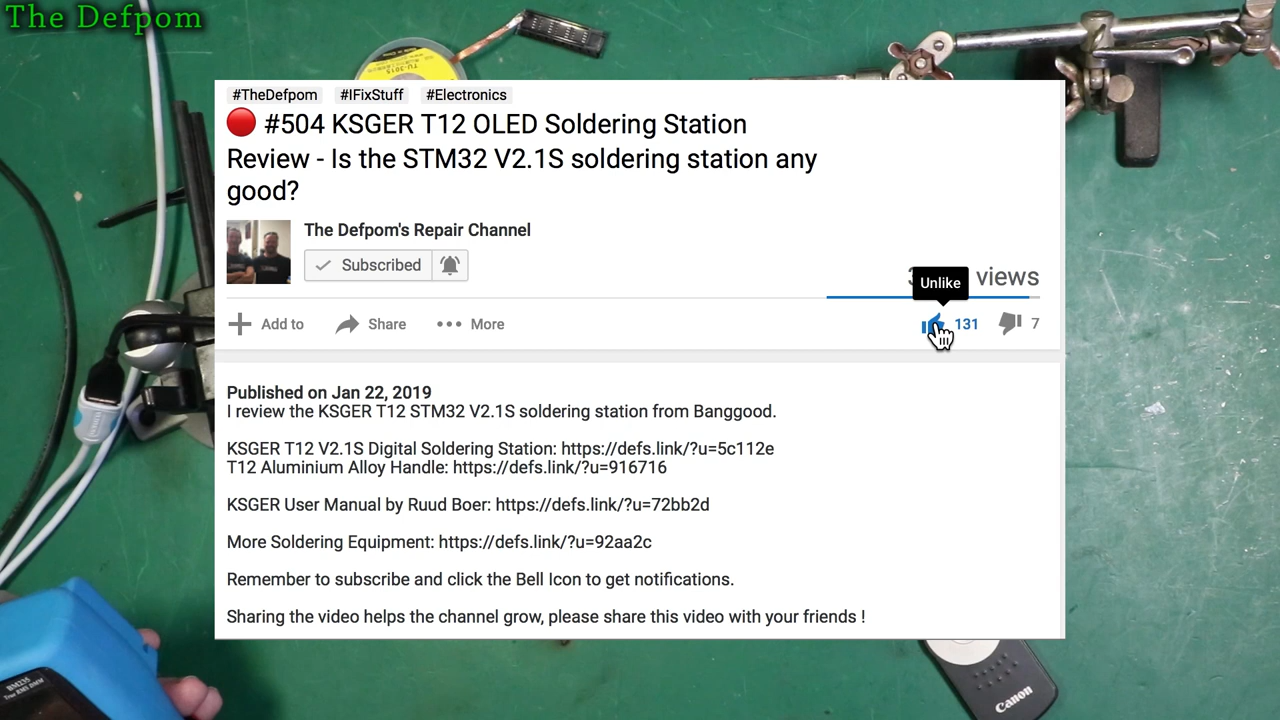 The Defpom
#TheDefpom #IFixStuff #Electronics
#504 KSGER T12 OLED Soldering Station
Review - Is the STM32 V2.1S soldering station any
good?
The Defpom's Repair Channel
Subscribed
views
Unlike
Add to Share More 131 7
Published on Jan 22, 2019
I review the KSGER T12 STM32 V2.1S soldering station from Banggood.
KSGER T12 V2.1S Digital Soldering Station: https://defs.link/?u=5c112e
T12 Aluminium Alloy Handle: https://defs.link/?u=916716
KSGER User Manual by Ruud Boer: https://defs.link/?u=72bb2d
More Soldering Equipment: https://defs.link/?u=92aa2c
Remember to subscribe and click the Bell Icon to get notifications.
Sharing the video helps the channel grow, please share this video with your friends !
BM235
True RMS DMM
Canon